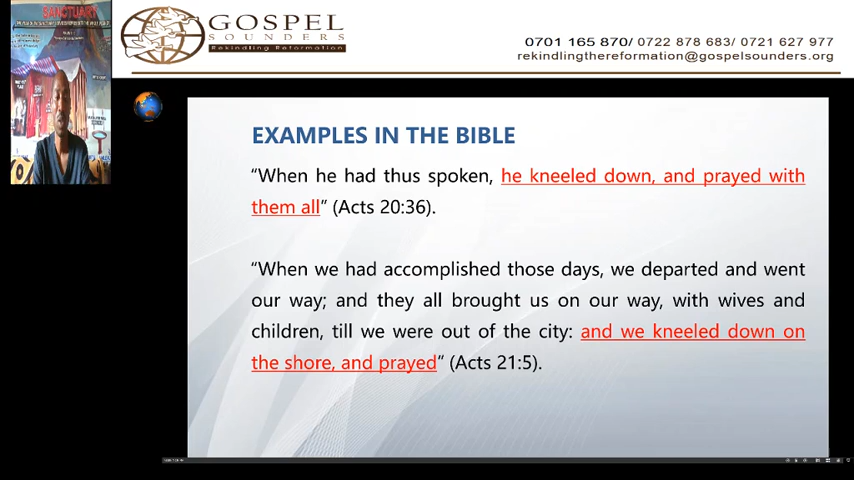 SANCTUARY
GOSPEL
SOUNDERS
Rekindling Reformation
0701 165 870/ 0722 878 683/ 0721 627 977
rekindlingthereformation@gospelsounders.org
EXAMPLES IN THE BIBLE
“When he had thus spoken, he kneeled down, and prayed with
them all” (Acts 20:36).
“When we had accomplished those days, we departed and went
our way; and they all brought us on our way, with wives and
children, till we were out of the city: and we kneeled down on
the shore, and prayed” (Acts 21:5).